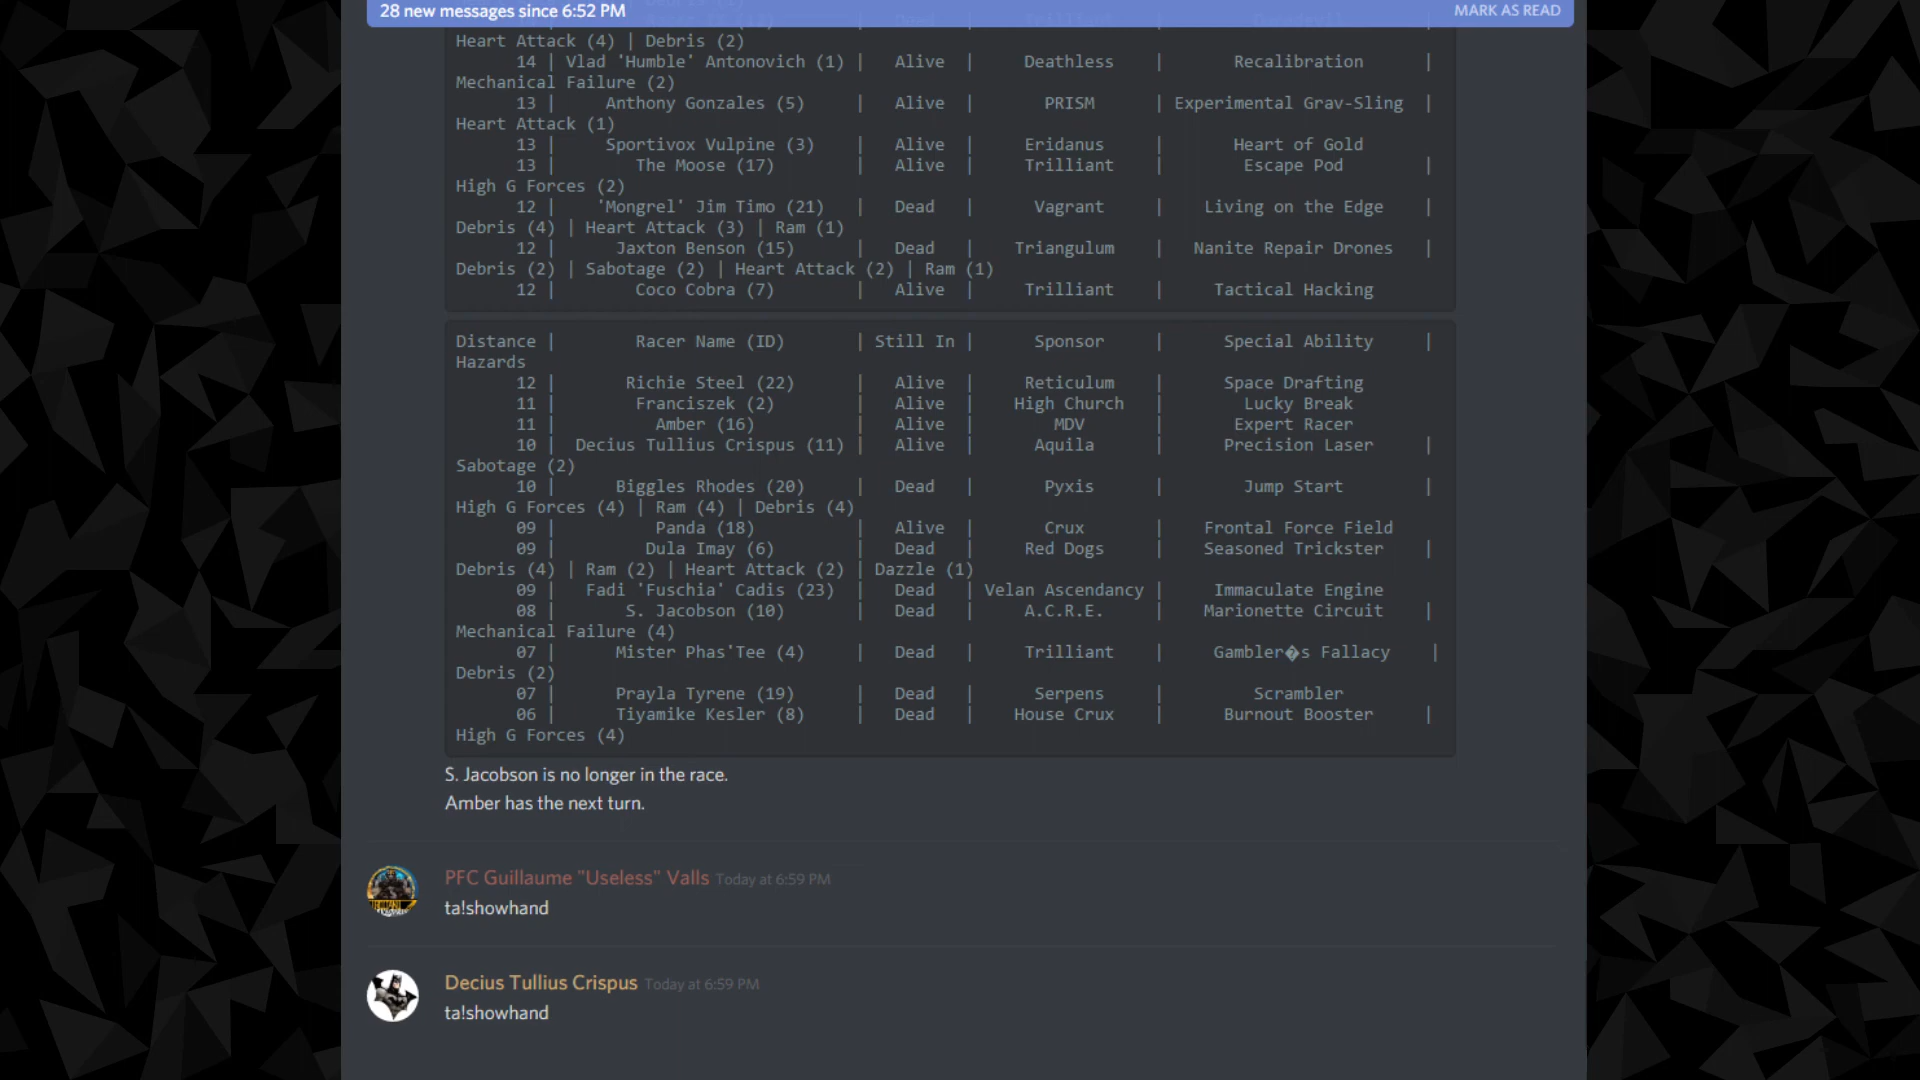 28 new messages since 6:52 PM MARK AS READ
Heart Attack (4) | Debris (2)
14 | Vlad 'Humble' Antonovich (1) | Alive | Deathless | Recalibration |
Mechanical Failure (2)
13 | Anthony Gonzales (5) | Alive | PRISM | Experimental Grav-Sling |
Heart Attack (1)
13 | Sportivox Vulpine (3) | Alive | Eridanus | Heart of Gold
13 | The Moose (17) | Alive | Trilliant | Escape Pod |
High G Forces (2)
12 | 'Mongrel' Jim Timo (21) | Dead | Vagrant | Living on the Edge |
Debris (4) | Heart Attack (3) | Ram (1)
12 | Jaxton Benson (15) | Dead | Triangulum | Nanite Repair Drones |
Debris (2) | Sabotage (2) | Heart Attack (2) | Ram (1)
12 | Coco Cobra (7) | Alive | Trilliant | Tactical Hacking
Distance | Racer Name (ID) | Still In | Sponsor | Special Ability |
Hazards
12 | Richie Steel (22) | Alive | Reticulum | Space Drafting
11 | Franciszek (2) | Alive | High Church | Lucky Break
11 | Amber (16) | Alive | MDV | Expert Racer
10 | Decius Tullius Crispus (11) | Alive | Aquila | Precision Laser |
Sabotage (2)
10 | Biggles Rhodes (20) | Dead | Pyxis | Jump Start |
High G Forces (4) | Ram (4) | Debris (4)
09 | Panda (18) | Alive | Crux | Frontal Force Field
09 | Dula Imay (6) | Dead | Red Dogs | Seasoned Trickster |
Debris (4) | Ram (2) | Heart Attack (2) | Dazzle (1)
09 | Fadi 'Fuschia' Cadis (23) | Dead | Velan Ascendancy | Immaculate Engine
08 | S. Jacobson (10) | Dead | A.C.R.E. | Marionette Circuit |
Mechanical Failure (4)
07 | Mister Phas'Tee (4) | Dead | Trilliant | Gambler�s Fallacy |
Debris (2)
07 | Prayla Tyrene (19) | Dead | Serpens | Scrambler
06 | Tiyamike Kesler (8) | Dead | House Crux | Burnout Booster |
High G Forces (4)
S. Jacobson is no longer in the race.
Amber has the next turn.
PFC Guillaume "Useless" Valls Today at 6:59 PM
ta!showhand
Decius Tullius Crispus Today at 6:59 PM
ta!showhand